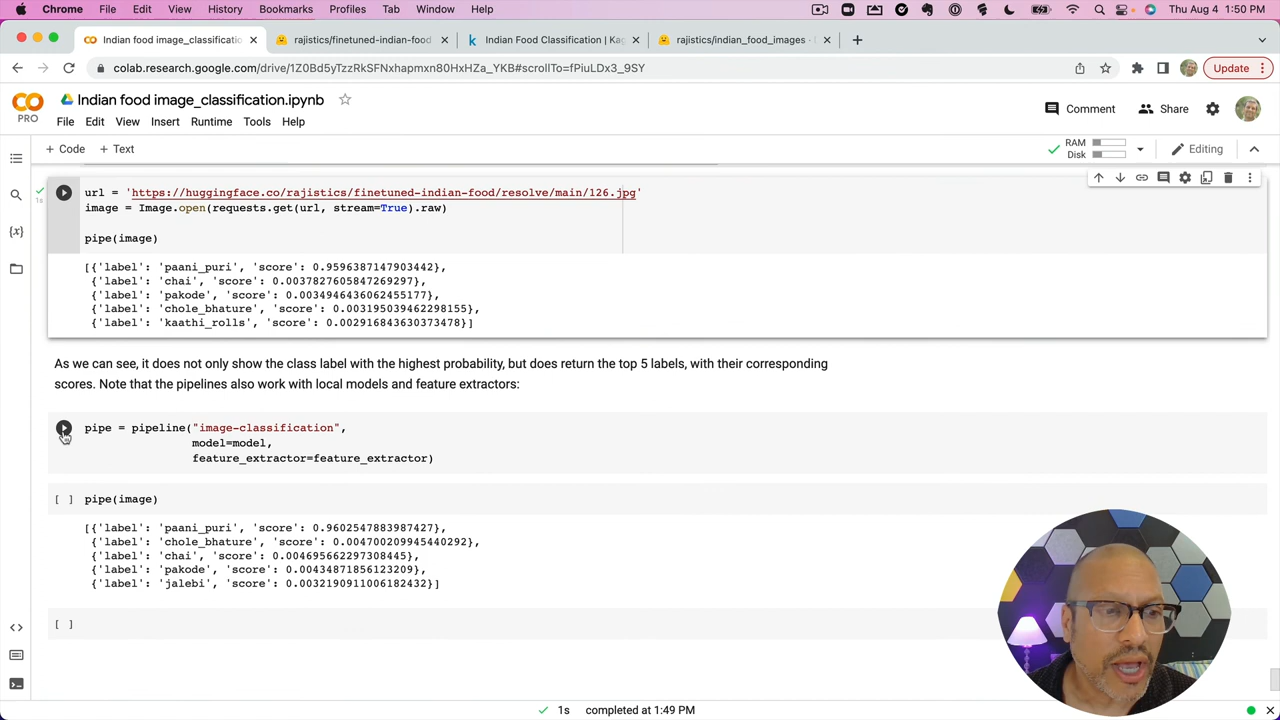 Chrome File Edit View History Bookmarks Profiles Tab Window Help Thu Aug 4 1:50 PM
Indian food image_classificatio
rajistics/finetuned-indian-food
Indian Food Classification | Kag
rajistics/indian_food_images -
colab.research.google.com/drive/1Z0Bd5yTzzRkSFNxhapmxn80HxHZa_YKB#scrollTo=fPiuLDx3_9SY
Update
Indian food image_classification.ipynb
PRO
File Edit View Insert Runtime Tools Help
Comment Share
+ Code + Text
RAM
Disk
Editing
url = 'https://huggingface.co/rajistics/finetuned-indian-food/resolve/main/126.jpg'
1s
image = Image.open(requests.get(url, stream=True).raw)
pipe(image)
[{'label': 'paani_puri', 'score': 0.9596387147903442},
{'label': 'chai', 'score': 0.0037827605847269297},
{'label': 'pakode', 'score': 0.0034946436062455177},
{'label': 'chole_bhature', 'score': 0.003195039462298155},
{'label': 'kaathi_rolls', 'score': 0.002916843630373478}]
As we can see, it does not only show the class label with the highest probability, but does return the top 5 labels, with their corresponding
scores. Note that the pipelines also work with local models and feature extractors:
pipe = pipeline("image-classification",
model=model,
feature_extractor=feature_extractor)
[ ] pipe(image)
[{'label': 'paani_puri', 'score': 0.9602547883987427},
{'label': 'chole_bhature', 'score': 0.004700209945440292},
{'label': 'chai', 'score': 0.004695662297308445},
{'label': 'pakode', 'score': 0.004348718561232​09},
{'label': 'jalebi', 'score': 0.0032190911006182432}]
[ ]
1s completed at 1:49 PM